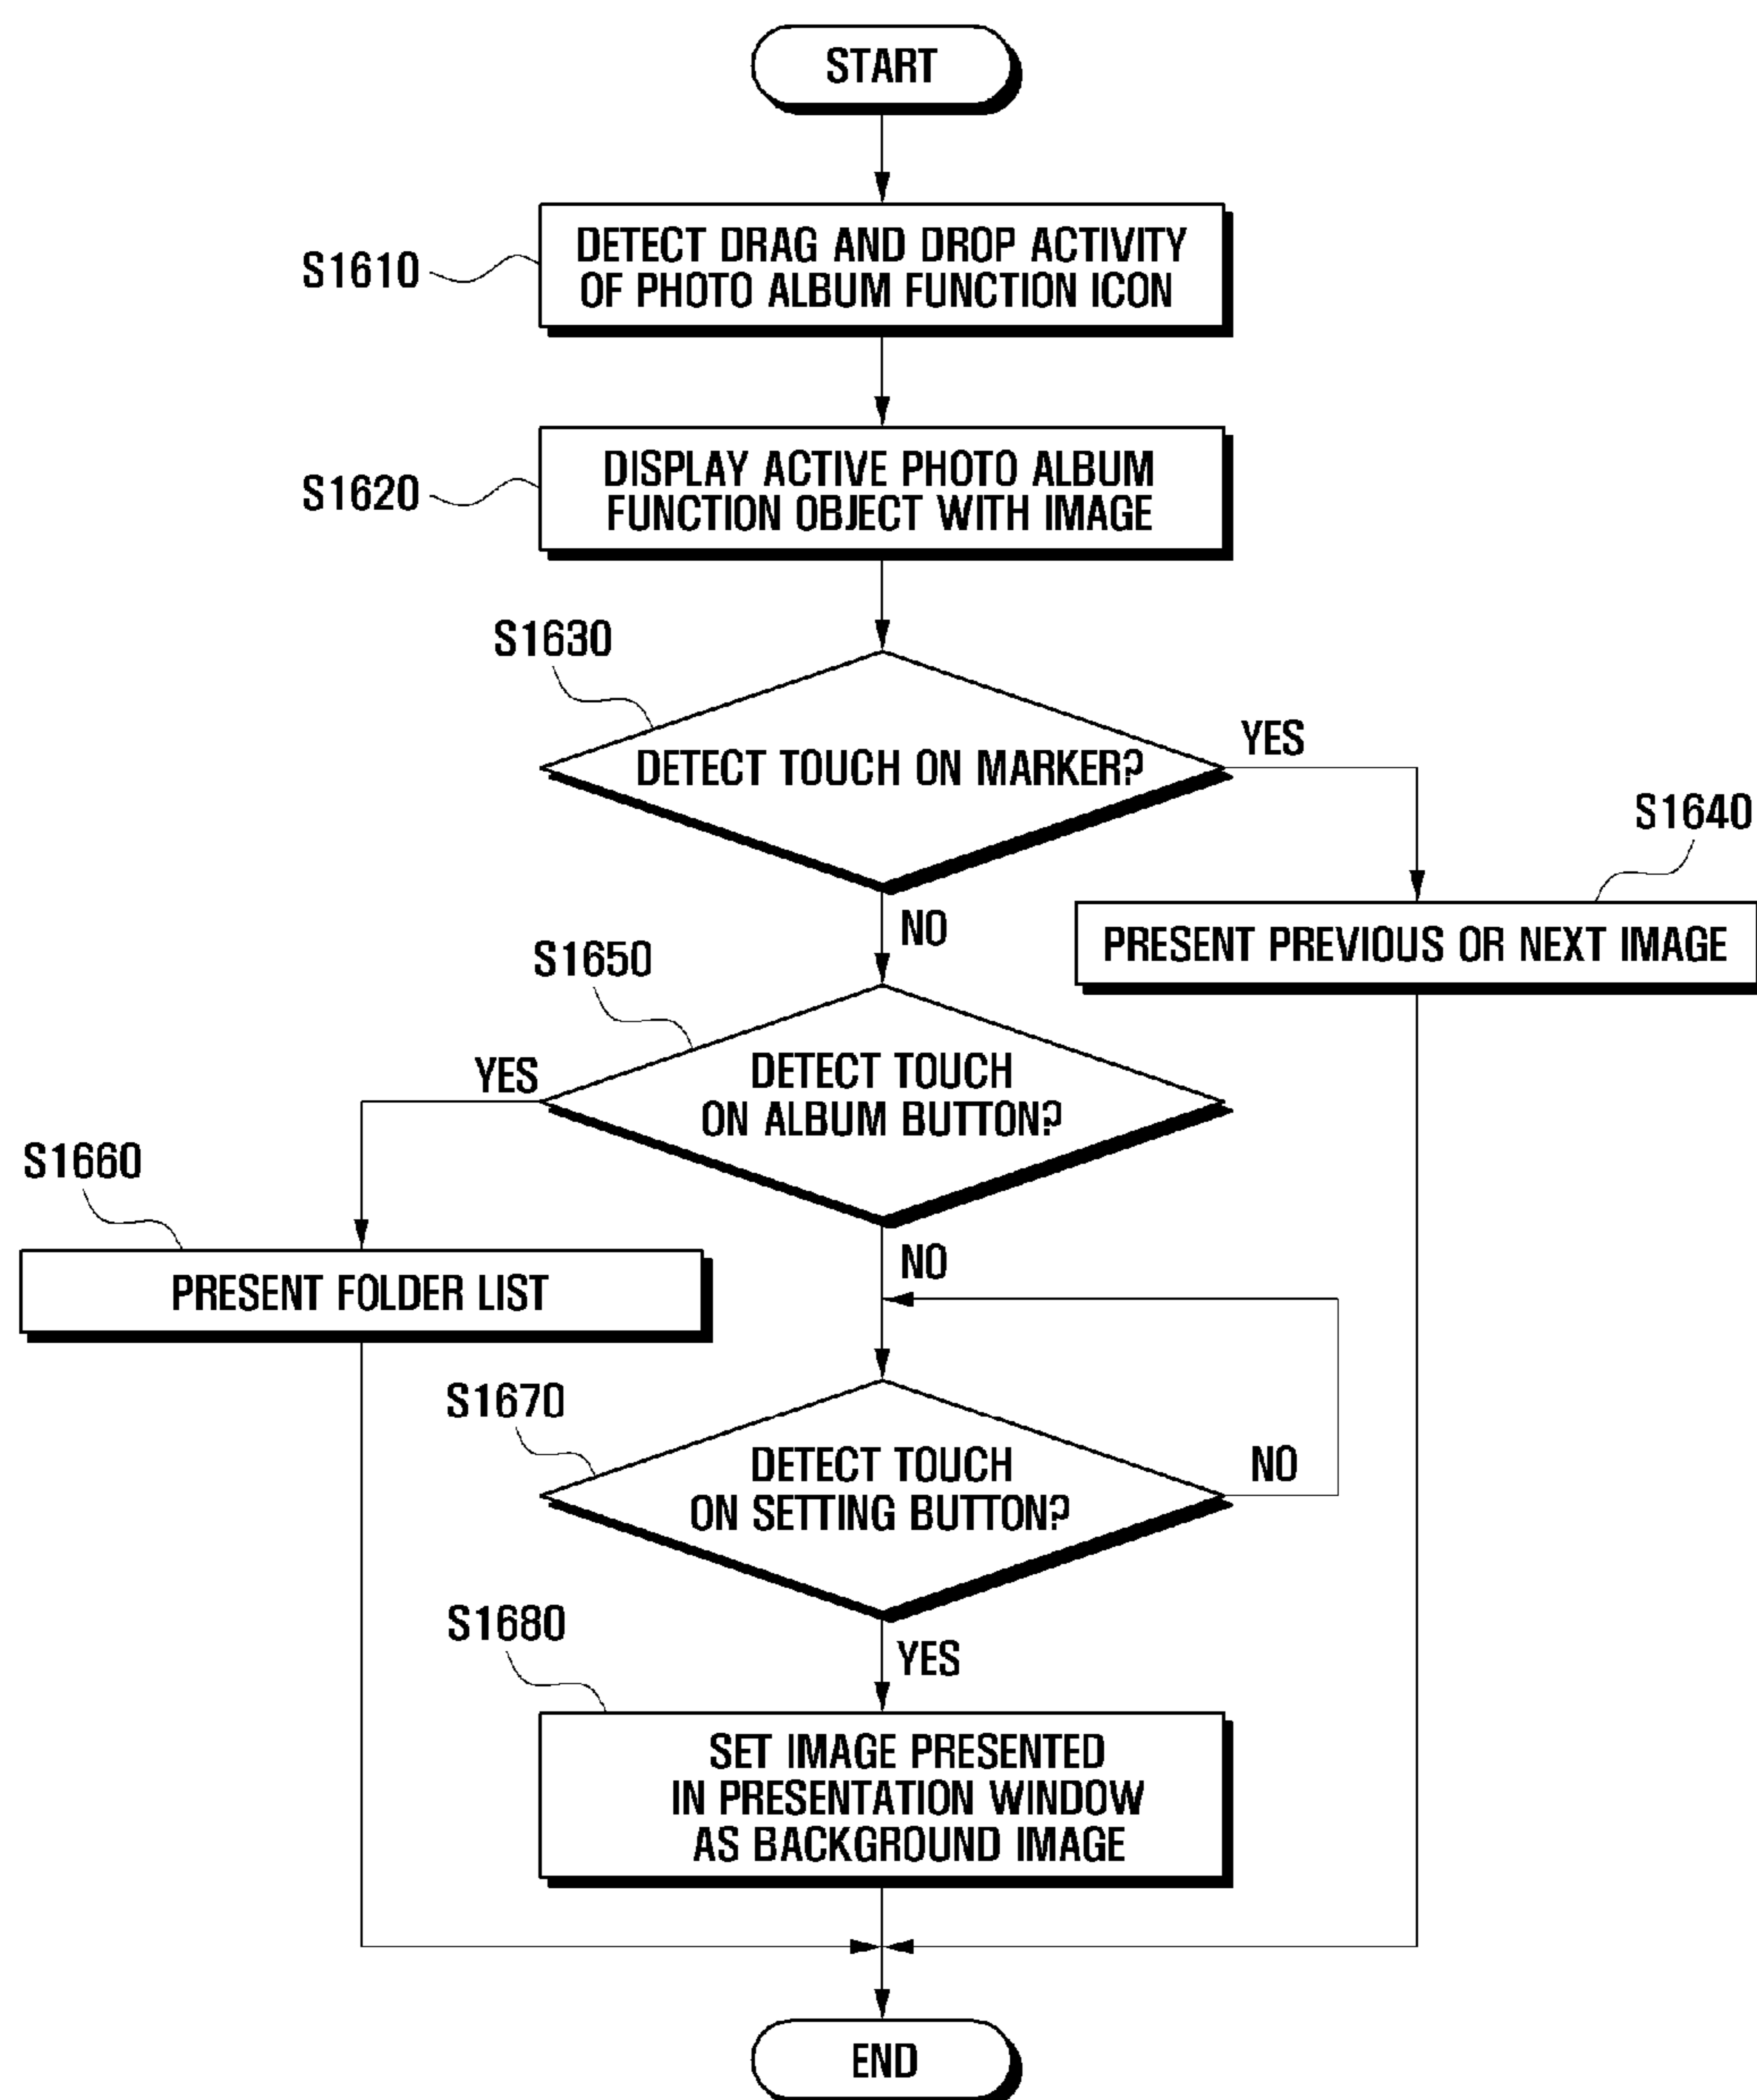 START
S1610
DETECT DRAG AND DROP ACTIVITY
OF PHOTO ALBUM FUNCTION ICON
S1620
DISPLAY ACTIVE PHOTO ALBUM
FUNCTION OBJECT WITH IMAGE
S1630
DETECT TOUCH ON MARKER?
YES
S1640
PRESENT PREVIOUS OR NEXT IMAGE
NO
S1650
DETECT TOUCH
ON ALBUM BUTTON?
YES
S1660
PRESENT FOLDER LIST
NO
S1670
DETECT TOUCH
ON SETTING BUTTON?
NO
YES
S1680
SET IMAGE PRESENTED
IN PRESENTATION WINDOW
AS BACKGROUND IMAGE
END